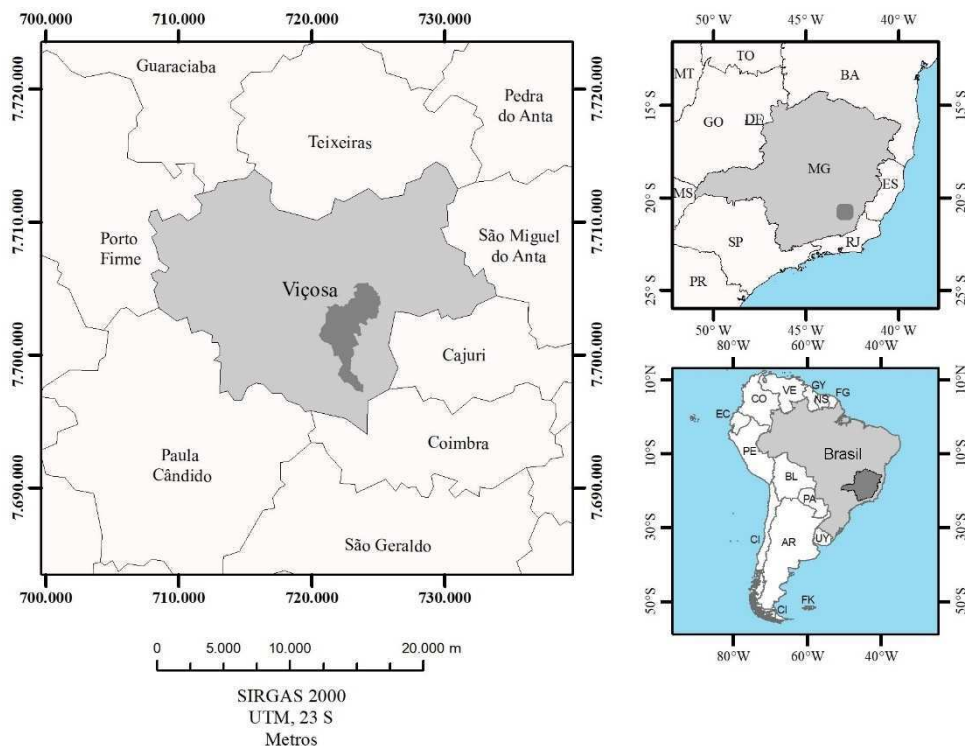 700.000 710.000 720.000 730.000
7.720.000 7.720.000
7.710.000 7.710.000
7.700.000 7.700.000
7.690.000 7.690.000
Guaraciaba
Pedra
do Anta
Teixeiras
Porto
Firme
São Miguel
do Anta
Viçosa
Cajuri
Coimbra
Paula
Cândido
São Geraldo
700.000 710.000 720.000 730.000
0 5.000 10.000 20.000 m
SIRGAS 2000
UTM, 23 S
Metros
50°W 45°W 40°W
15°S 15°S
20°S 20°S
25°S 25°S
TO
MT
BA
GO
DF
MG
ES
MS
SP
RJ
PR
50°W 45°W 40°W
80°W 60°W 40°W
10°N 10°N
10°S 10°S
30°S 30°S
50°S 50°S
GY
VE
FG
CO
NS
EC
PE
Brasil
BL
PA
CI
AR
UY
FK
CI
80°W 60°W 40°W